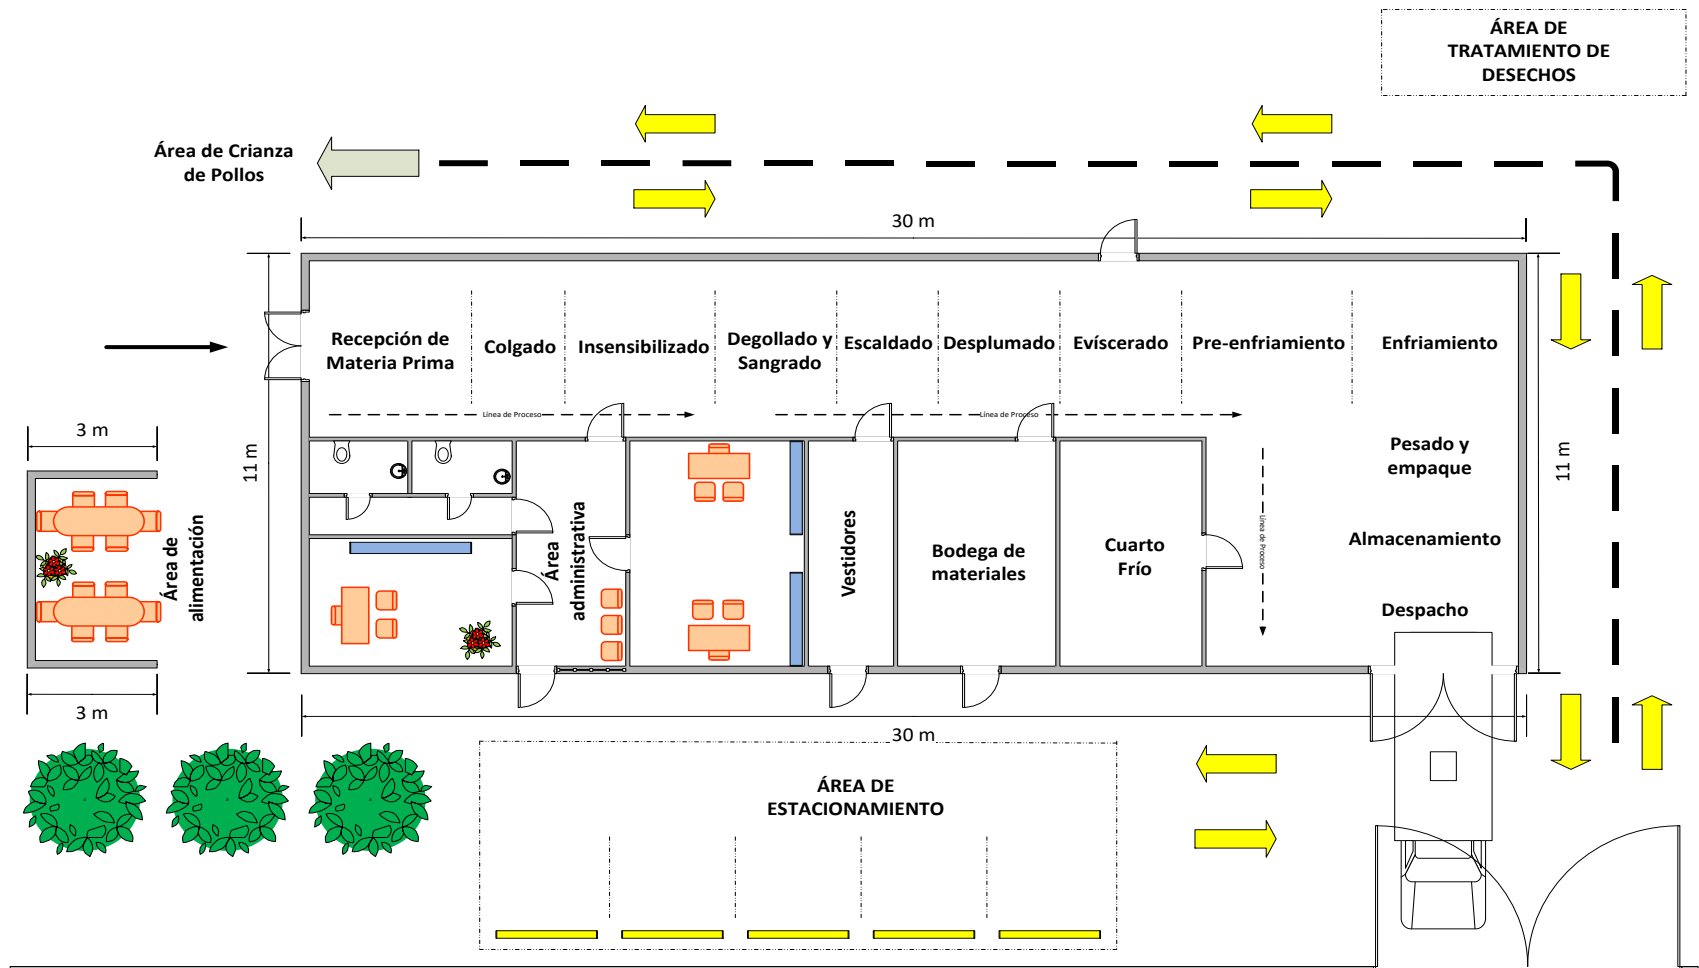 ÁREA DE
TRATAMIENTO DE
DESECHOS
Área de Crianza
de Pollos
30 m
Recepción de
Materia Prima
Colgado
Insensibilizado
Degollado y
Sangrado
Escaldado
Desplumado
Evíscerado
Pre-enfriamiento
Enfriamiento
Línea de Proceso
Línea de Proceso
3 m
11 m
Pesado y
empaque
11 m
Línea de Proceso
Área de
alimentación
Área
administrativa
Vestidores
Bodega de
materiales
Cuarto
Frío
Almacenamiento
Despacho
3 m
30 m
ÁREA DE
ESTACIONAMIENTO